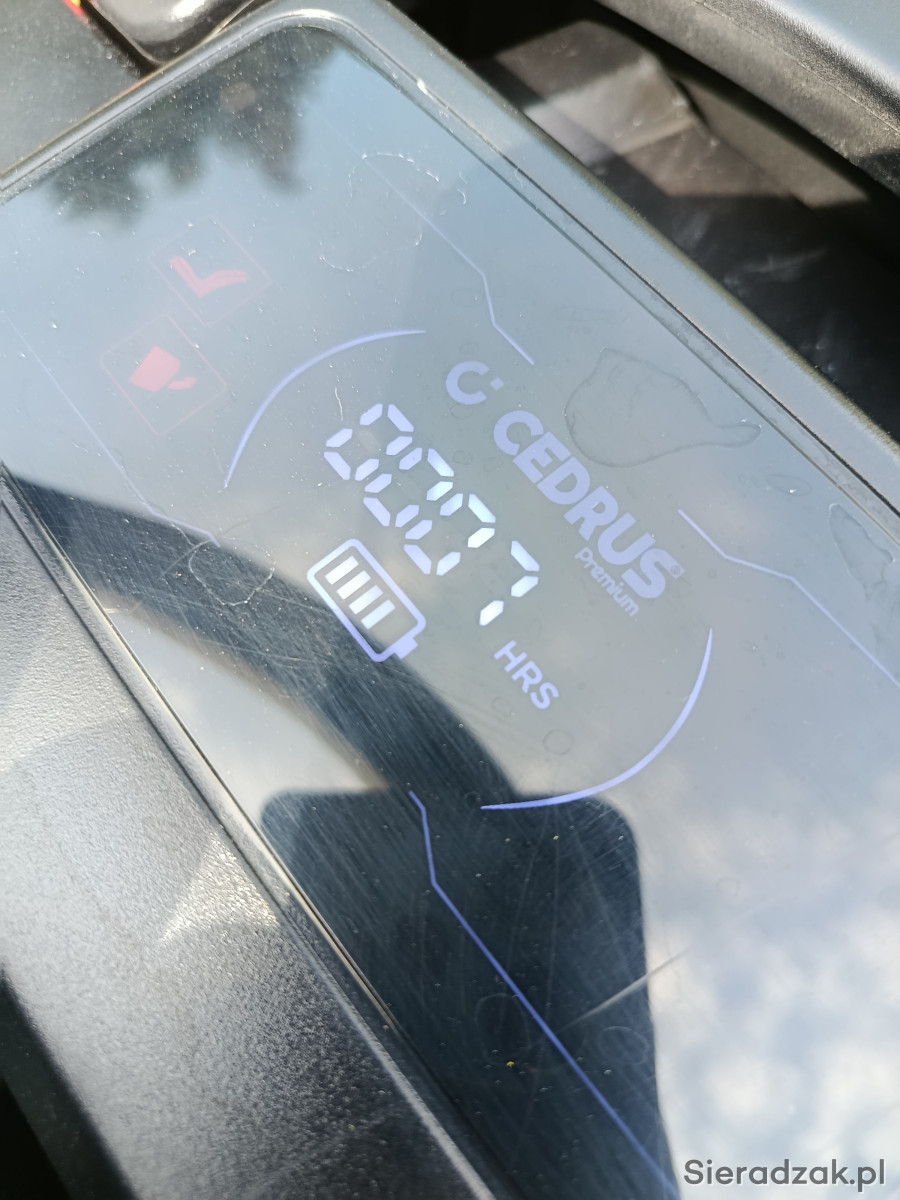 CEDRUS
Premium
0007
HRS
Sieradzak.pl